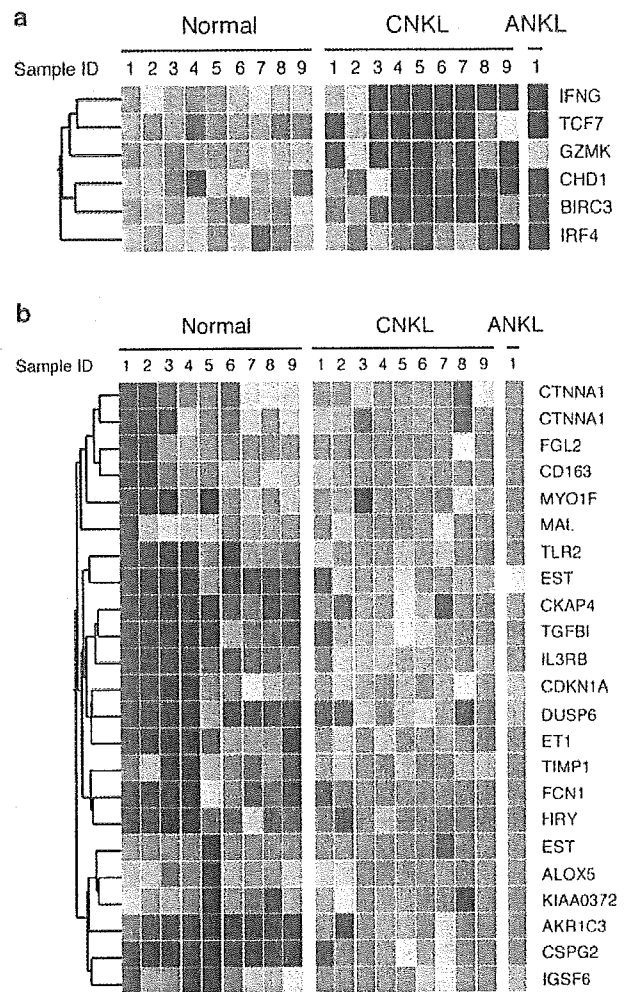 a
Normal CNKL ANKL
Sample ID 1 2 3 4 5 6 7 8 9 1 2 3 4 5 6 7 8 9 1
IFNG
TCF7
GZMK
CHD1
BIRC3
IRF4
b
Normal CNKL ANKL
Sample ID 1 2 3 4 5 6 7 8 9 1 2 3 4 5 6 7 8 9 1
CTNNA1
CTNNA1
FGL2
CD163
MYO1F
MAL
TLR2
EST
CKAP4
TGFBI
IL3RB
CDKN1A
DUSP6
ET1
TIMP1
FCN1
HRY
EST
ALOX5
KIAA0372
AKR1C3
CSPG2
IGSF6